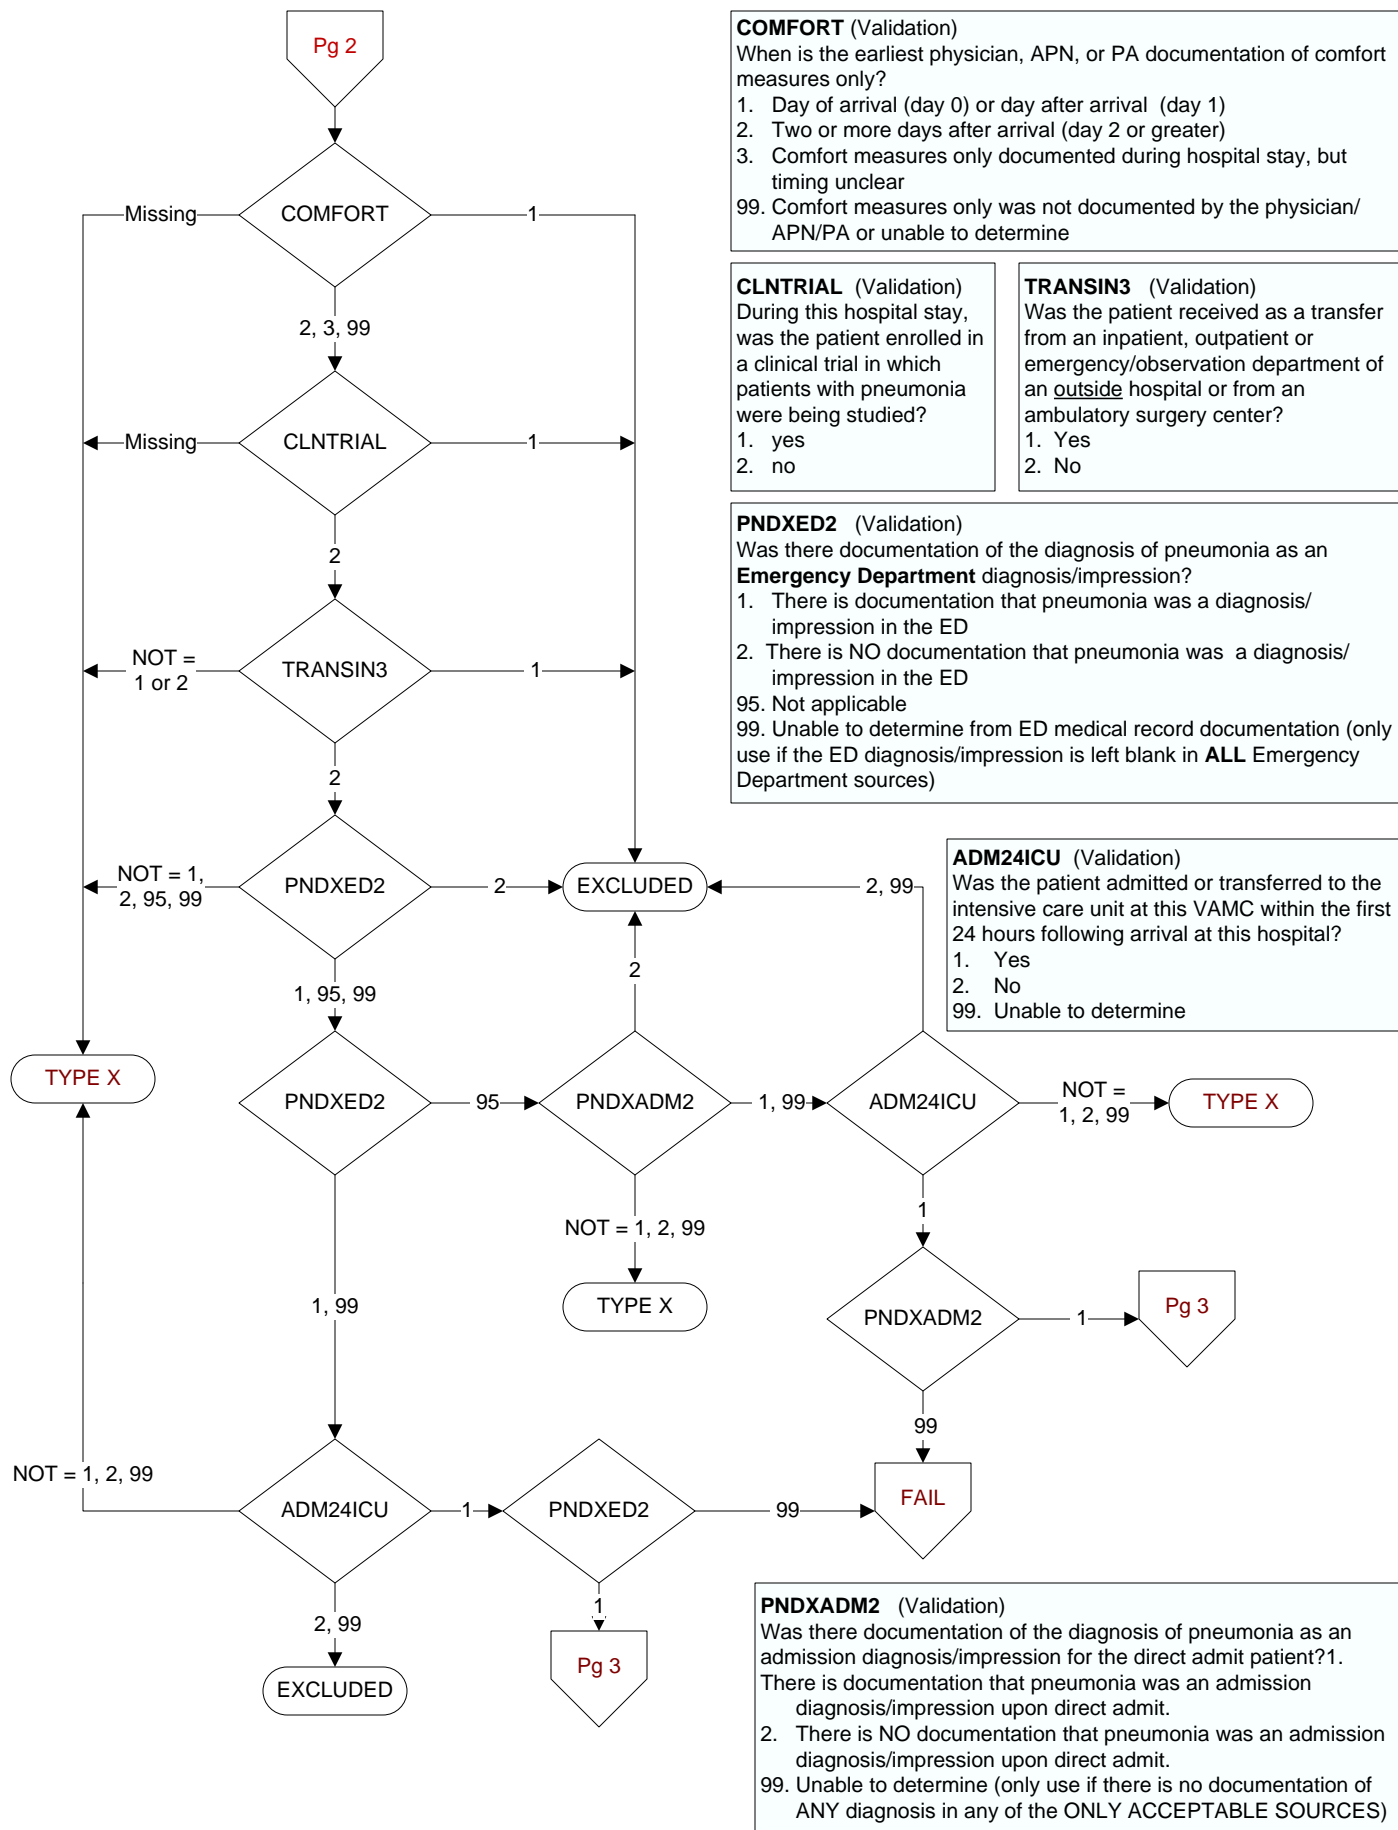 Pg 2
COMFORT (Validation)
When is the earliest physician, APN, or PA documentation of comfort
measures only?
1. Day of arrival (day 0) or day after arrival (day 1)
2. Two or more days after arrival (day 2 or greater)
3. Comfort measures only documented during hospital stay, but
timing unclear
99. Comfort measures only was not documented by the physician/
APN/PA or unable to determine
Missing
COMFORT
1
2, 3, 99
CLNTRIAL (Validation)
During this hospital stay,
was the patient enrolled in
a clinical trial in which
patients with pneumonia
were being studied?
1. yes
2. no
TRANSIN3 (Validation)
Was the patient received as a transfer
from an inpatient, outpatient or
emergency/observation department of
an outside hospital or from an
ambulatory surgery center?
1. Yes
2. No
Missing
CLNTRIAL
1
2
PNDXED2 (Validation)
Was there documentation of the diagnosis of pneumonia as an
Emergency Department diagnosis/impression?
1. There is documentation that pneumonia was a diagnosis/
impression in the ED
2. There is NO documentation that pneumonia was a diagnosis/
impression in the ED
95. Not applicable
99. Unable to determine from ED medical record documentation (only
use if the ED diagnosis/impression is left blank in ALL Emergency
Department sources)
NOT =
1 or 2
TRANSIN3
1
2
NOT = 1,
2, 95, 99
PNDXED2
2
EXCLUDED
2, 99
ADM24ICU (Validation)
Was the patient admitted or transferred to the
intensive care unit at this VAMC within the first
24 hours following arrival at this hospital?
1. Yes
2. No
99. Unable to determine
1, 95, 99
2
TYPE X
PNDXED2
95
PNDXADM2
1, 99
ADM24ICU
NOT =
1, 2, 99
TYPE X
NOT = 1, 2, 99
1
TYPE X
1, 99
PNDXADM2
1
Pg 3
99
NOT = 1, 2, 99
ADM24ICU
1
PNDXED2
99
FAIL
2, 99
1
EXCLUDED
Pg 3
PNDXADM2 (Validation)
Was there documentation of the diagnosis of pneumonia as an
admission diagnosis/impression for the direct admit patient?1.
There is documentation that pneumonia was an admission
diagnosis/impression upon direct admit.
2. There is NO documentation that pneumonia was an admission
diagnosis/impression upon direct admit.
99. Unable to determine (only use if there is no documentation of
ANY diagnosis in any of the ONLY ACCEPTABLE SOURCES)